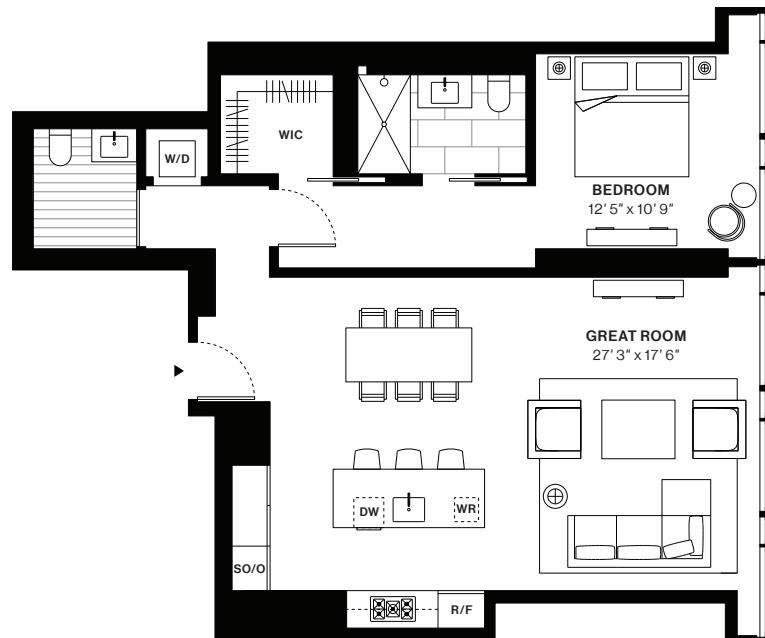 WIC
W/D
BEDROOM
12' 5" x 10' 9"
GREAT ROOM
27' 3" x 17' 6"
DW
WR
SO/O
R/F